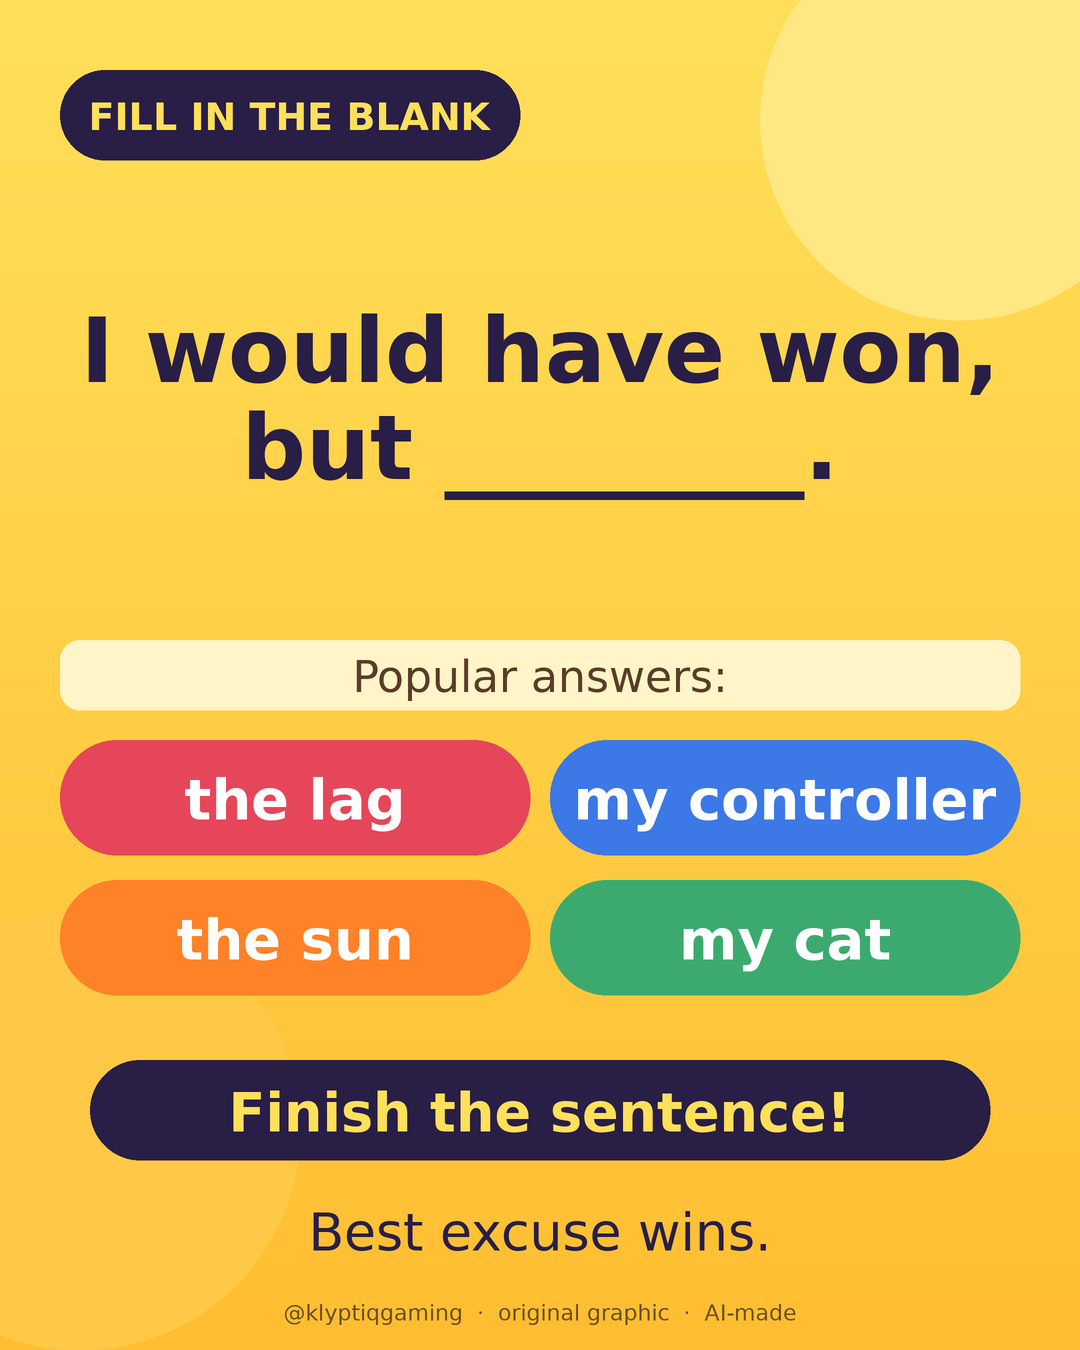 FILL IN THE BLANK
I would have won,
but ________.
Popular answers:
the lag
my controller
the sun
my cat
Finish the sentence!
Best excuse wins.
@klyptiqgaming · original graphic · AI-made